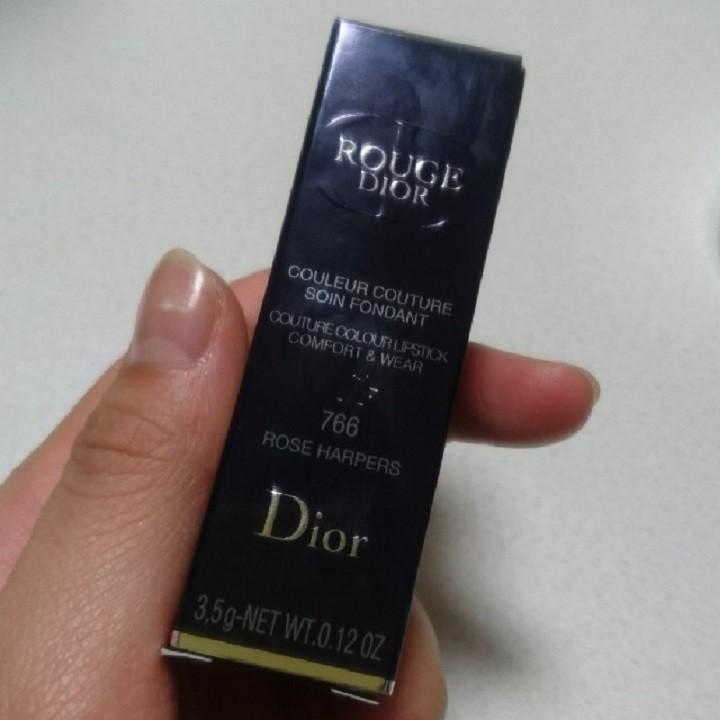 ROUGE
DIOR
COULEUR COUTURE
SOIN FONDANT
COUTURE COLOUR LIPSTICK
COMFORT & WEAR
766
ROSE HARPERS
Dior
3,5g-NET WT.0.12 OZ